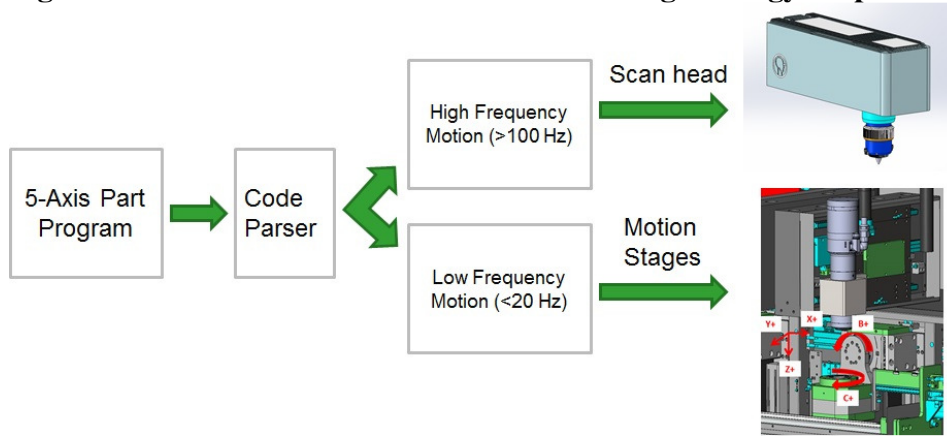 5-Axis Part
Program
Code
Parser
High Frequency
Motion (>100 Hz)
Scan head
Low Frequency
Motion (<20 Hz)
Motion
Stages
Y+
X+
B+
Z+
C+